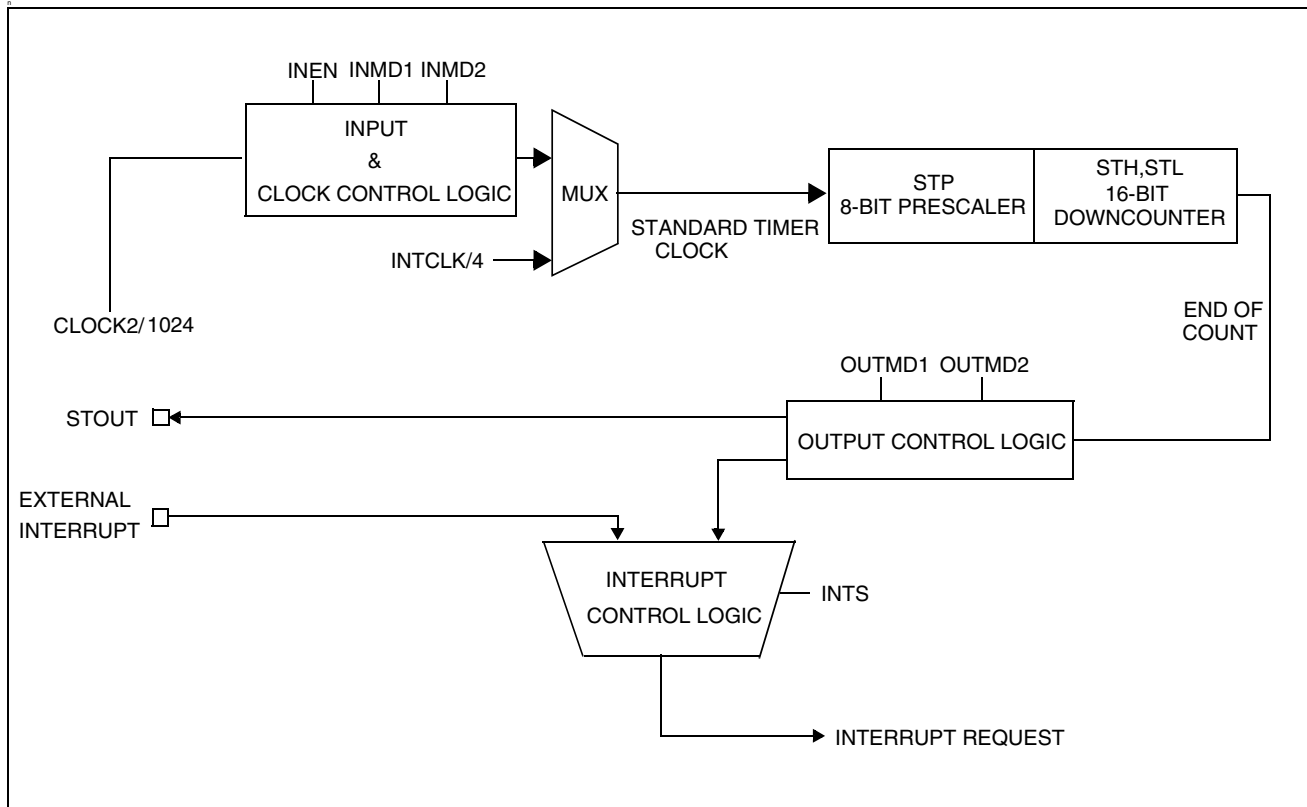 n
INEN INMD1 INMD2
INPUT
&
CLOCK CONTROL LOGIC
MUX
INTCLK/4
CLOCK2/1024
STANDARD TIMER
CLOCK
STP
8-BIT PRESCALER
STH,STL
16-BIT
DOWNCOUNTER
END OF
COUNT
OUTMD1 OUTMD2
OUTPUT CONTROL LOGIC
STOUT
EXTERNAL
INTERRUPT
INTERRUPT
CONTROL LOGIC
INTS
INTERRUPT REQUEST